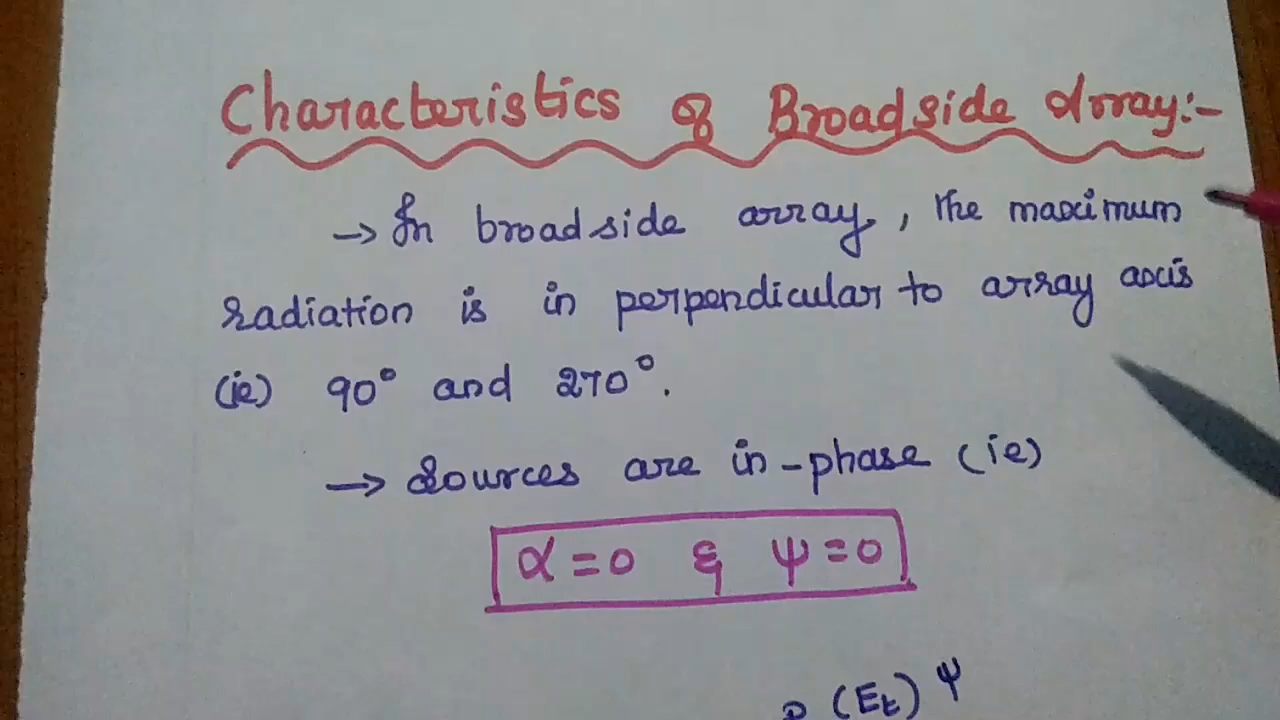 Characteristics of Broadside Array:-
→ In broadside array, the maximum
radiation is in perpendicular to array axis
(ie) 90° and 270°.
→ Sources are in-phase (ie)
α = 0 & ψ = 0
(Et) ψ